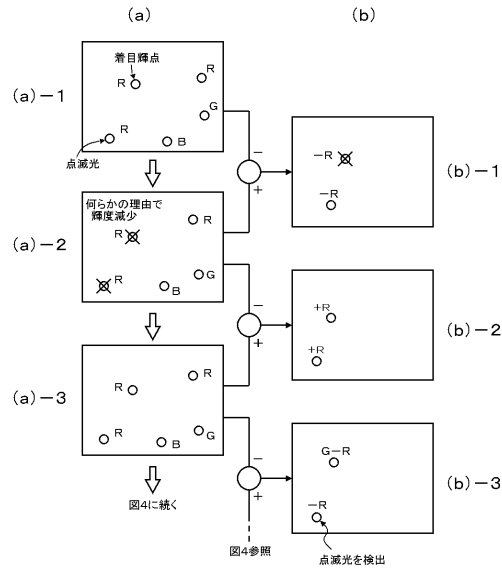 (a)
(b)
(a)-1
着目輝点
R
R
G
R
B
点滅光
−
+
(b)-1
−R
−R
(a)-2
何らかの理由で
輝度減少
R
R
R
G
B
−
+
(b)-2
+R
+R
(a)-3
R
R
R
G
B
−
+
(b)-3
G−R
−R
図4に続く
図4参照
点滅光を検出